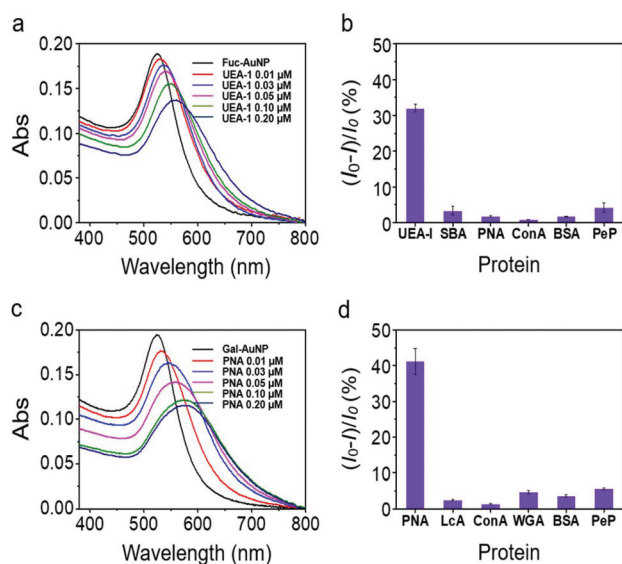 a
0.20
0.15
0.10
0.05
0.00
Abs
Fuc-AuNP
UEA-1 0.01 µM
UEA-1 0.03 µM
UEA-1 0.05 µM
UEA-1 0.10 µM
UEA-1 0.20 µM
400 500 600 700 800
Wavelength (nm)
b
50
40
30
20
10
0
(I0-I)/I0 (%)
UEA-I SBA PNA ConA BSA PeP
Protein
c
0.20
0.15
0.10
0.05
0.00
Abs
Gal-AuNP
PNA 0.01 µM
PNA 0.03 µM
PNA 0.05 µM
PNA 0.10 µM
PNA 0.20 µM
400 500 600 700 800
Wavelength (nm)
d
50
40
30
20
10
0
(I0-I)/I0 (%)
PNA LcA ConA WGA BSA PeP
Protein